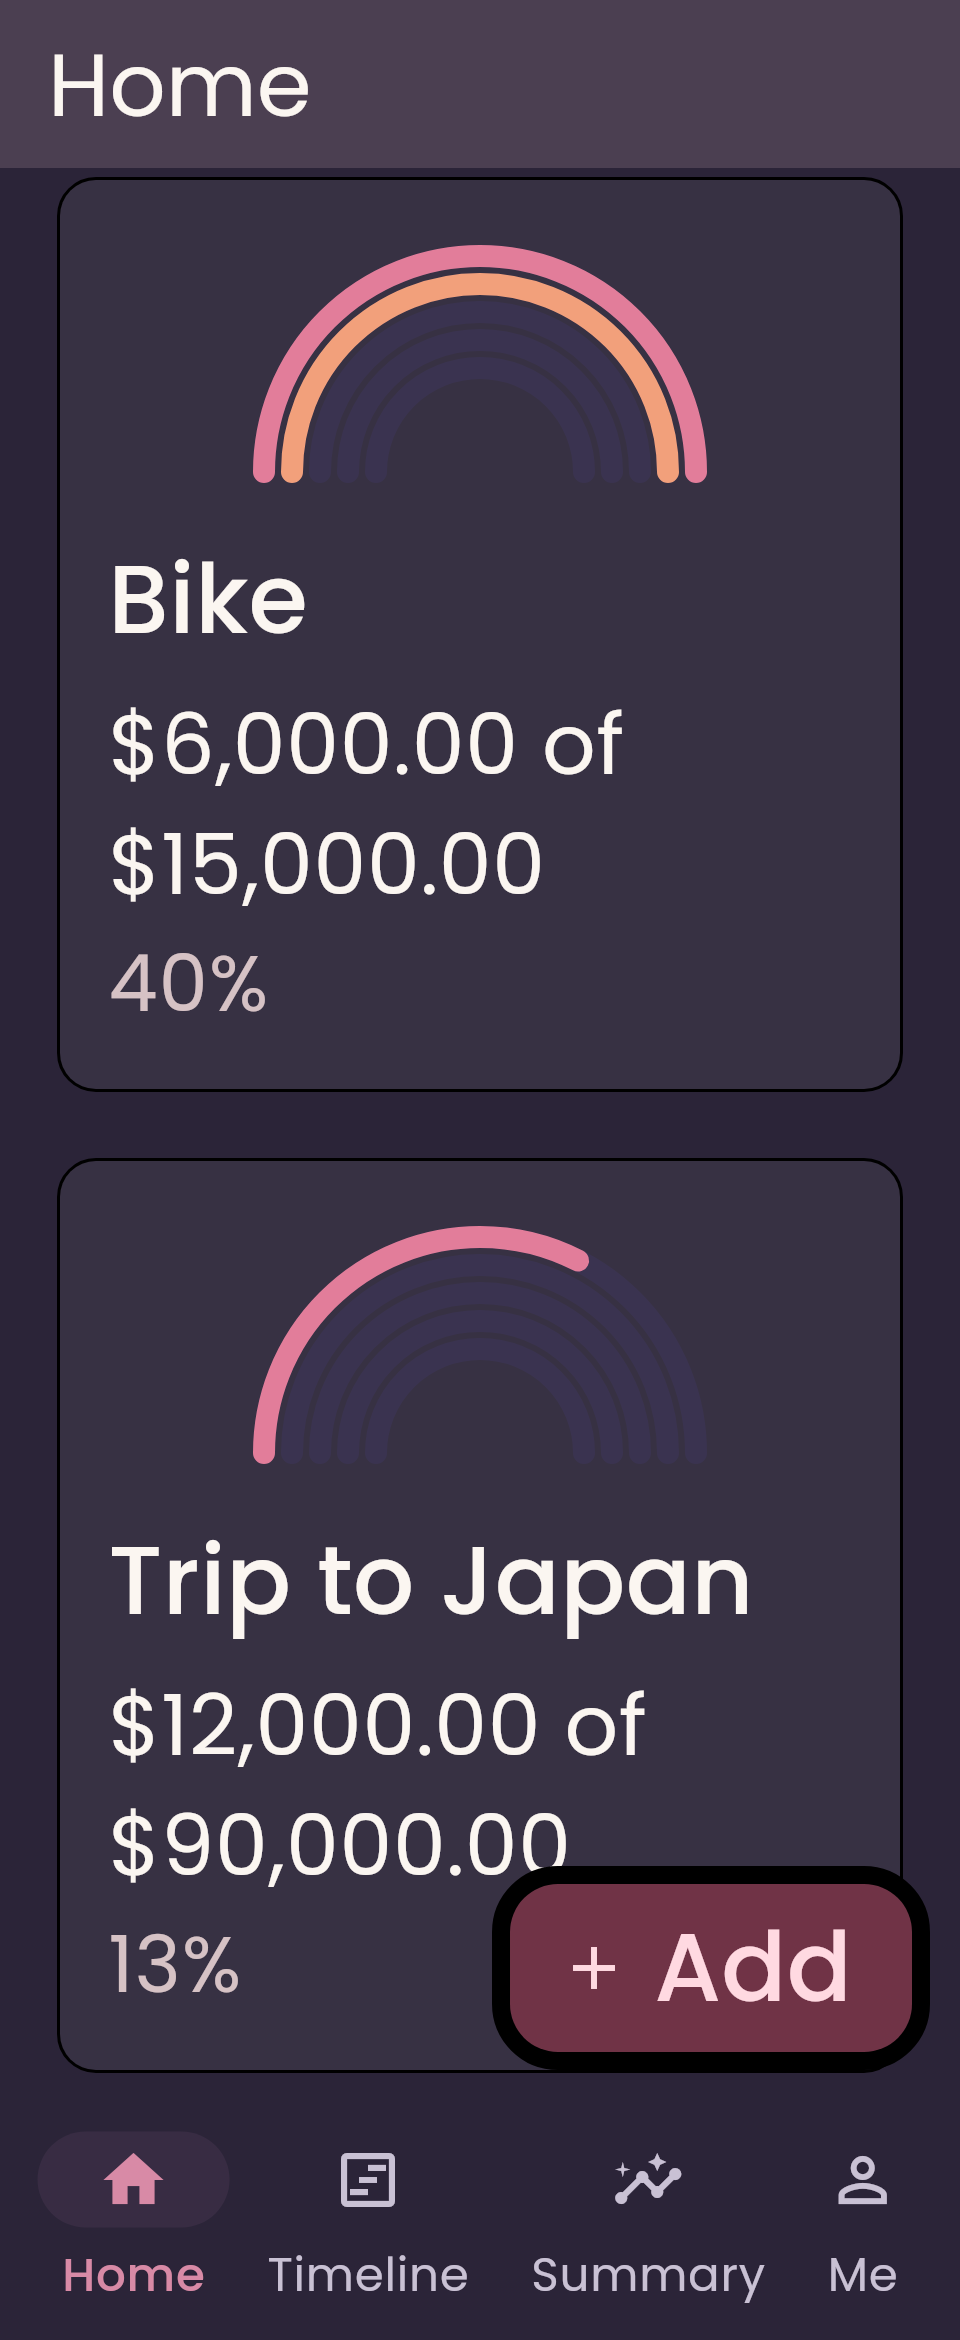 Home
Bike
$6,000.00 of
$15,000.00
40%
Trip to Japan
$12,000.00 of
$90,000.00
13%
+ Add
Home
Timeline
Summary
Me